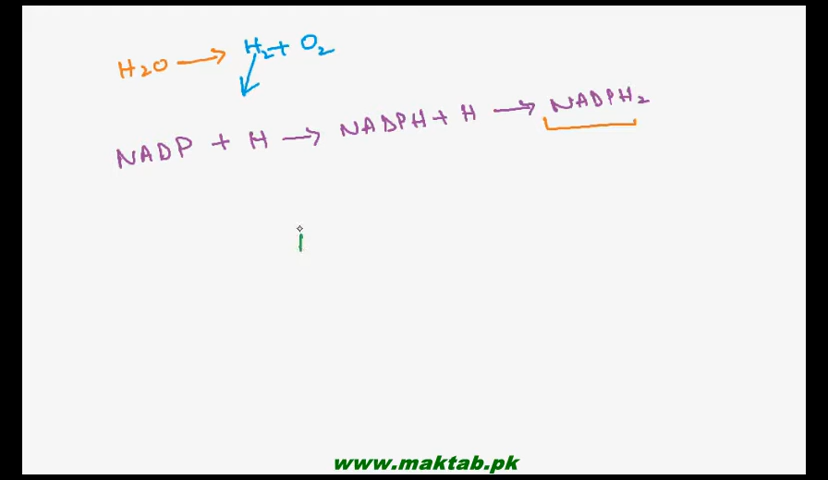 H2O → H2 + O2
NADP + H → NADPH + H → NADPH2
www.maktab.pk